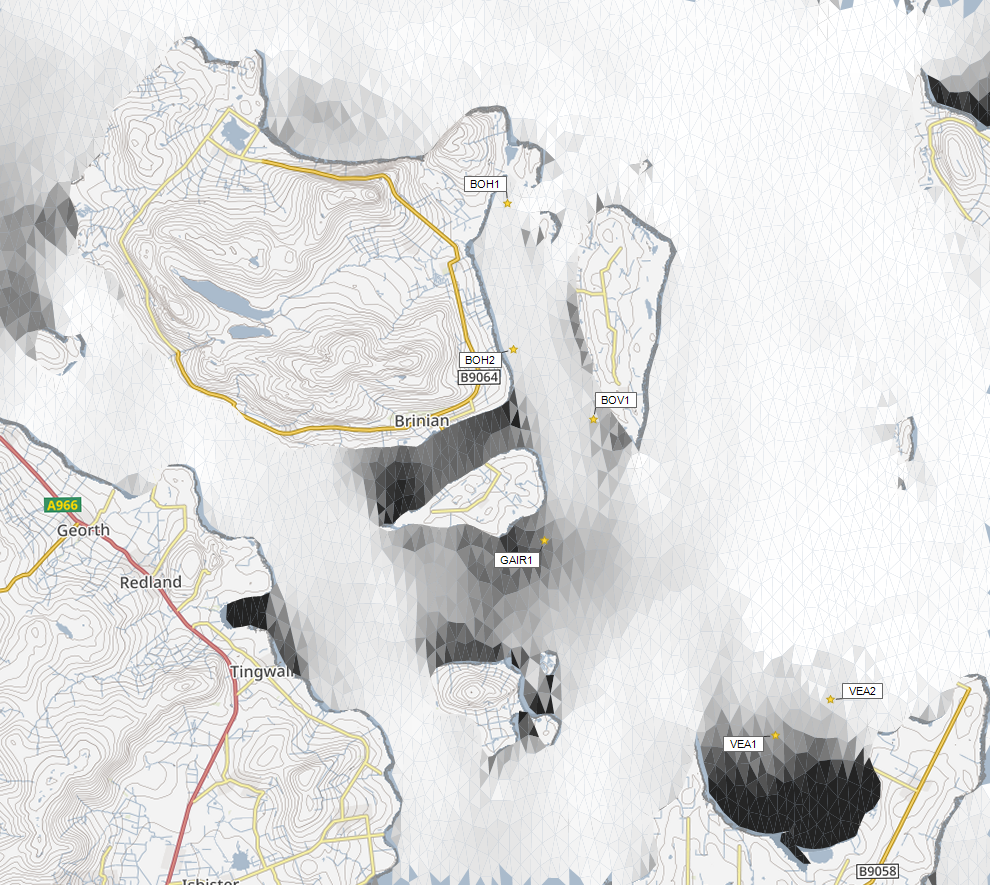 BOH1
BOH2
B9064
BOV1
Brinian
A966
Georth
GAIR1
Redland
Tingwall
VEA2
VEA1
B9058
Isbister